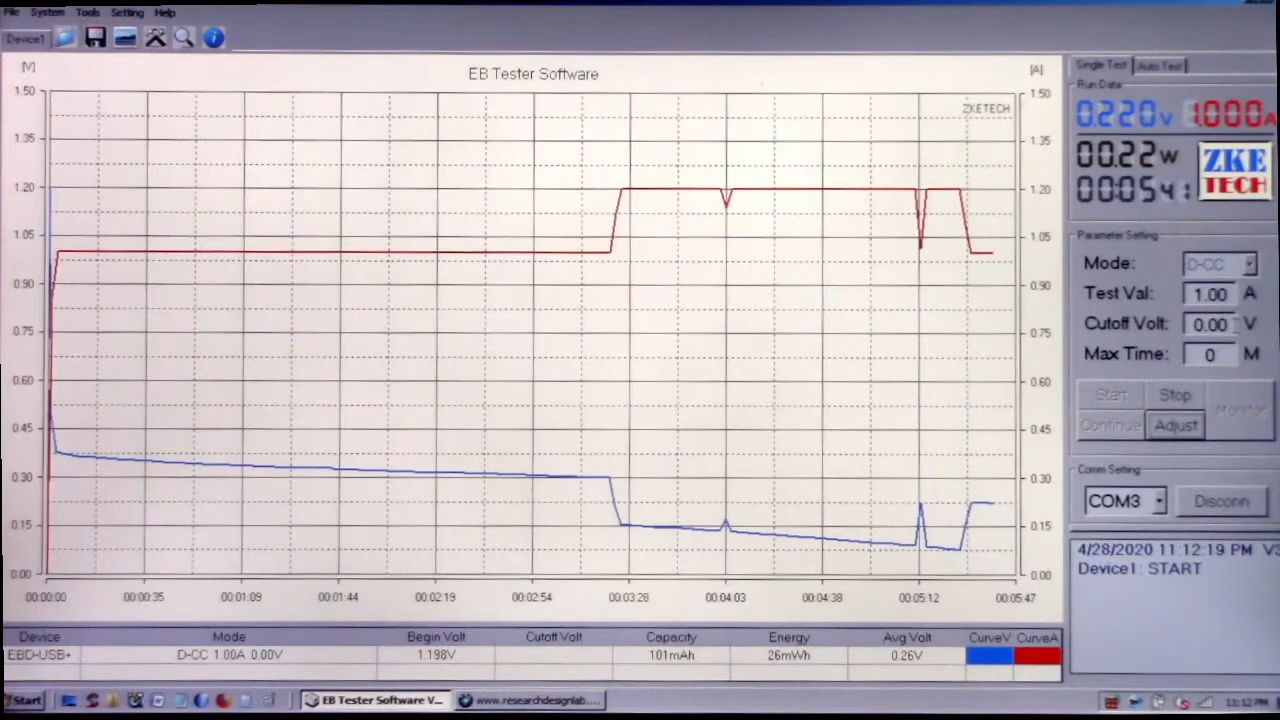 File System Tools Setting Help
Device1
[V] EB Tester Software [A]
ZKETECH
1.50 1.50
1.35 1.35
1.20 1.20
1.05 1.05
0.90 0.90
0.75 0.75
0.60 0.60
0.45 0.45
0.30 0.30
0.15 0.15
0.00 0.00
00:00:00 00:00:35 00:01:09 00:01:44 00:02:19 00:02:54 00:03:28 00:04:03 00:04:38 00:05:12 00:05:47
Single Test Auto Test
Run Data
0.220V 1.000A
00.22W
00:05:41
ZKE
TECH
Parameter Setting
Mode: D-CC
Test Val: 1.00 A
Cutoff Volt: 0.00 V
Max Time: 0 M
Start Stop Monitor
Continue Adjust
Comm Setting
COM3 Disconn
4/28/2020 11:12:19 PM
Device1: START
Device Mode Begin Volt Cutoff Volt Capacity Energy Avg Volt CurveV CurveA
EBD-USB+ D-CC 1.00A 0.00V 1.198V 101mAh 26mWh 0.26V
Start EB Tester Software V... www.researchdesignlab.... 11:12 PM